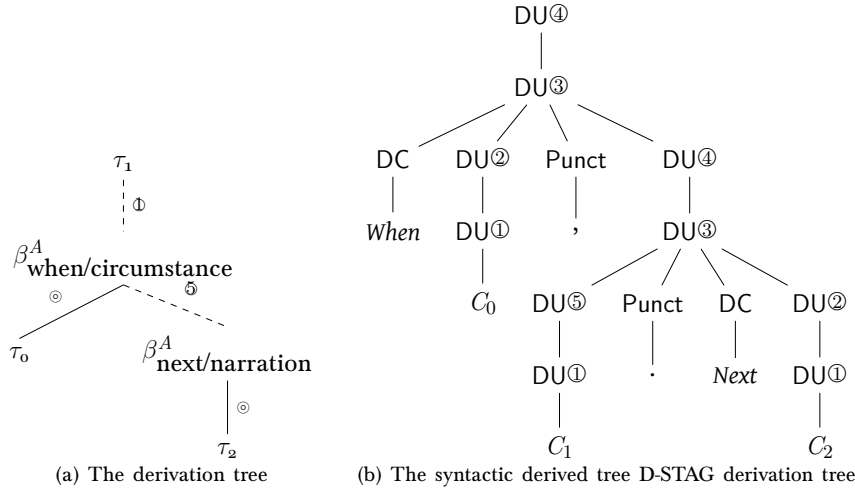 DU④
DU③
DC DU② Punct DU④
When DU① , DU③
C₀ DU⑤ Punct DC DU②
DU① . Next DU①
C₁ C₂
τ₁
①
β^A when/circumstance
◎ ⑤
τ₀ β^A next/narration
◎
τ₂
(a) The derivation tree (b) The syntactic derived tree D-STAG derivation tree